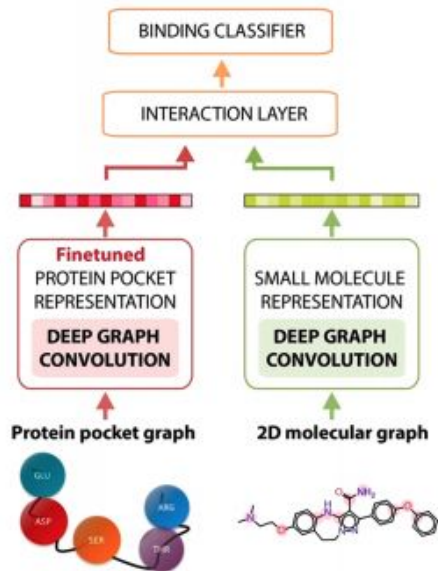 BINDING CLASSIFIER
INTERACTION LAYER
Finetuned
PROTEIN POCKET
REPRESENTATION
DEEP GRAPH
CONVOLUTION
SMALL MOLECULE
REPRESENTATION
DEEP GRAPH
CONVOLUTION
Protein pocket graph
2D molecular graph
GLU
ASP
SER
ARG
THR
O
NH₂
H
N
N
O
N
N
O